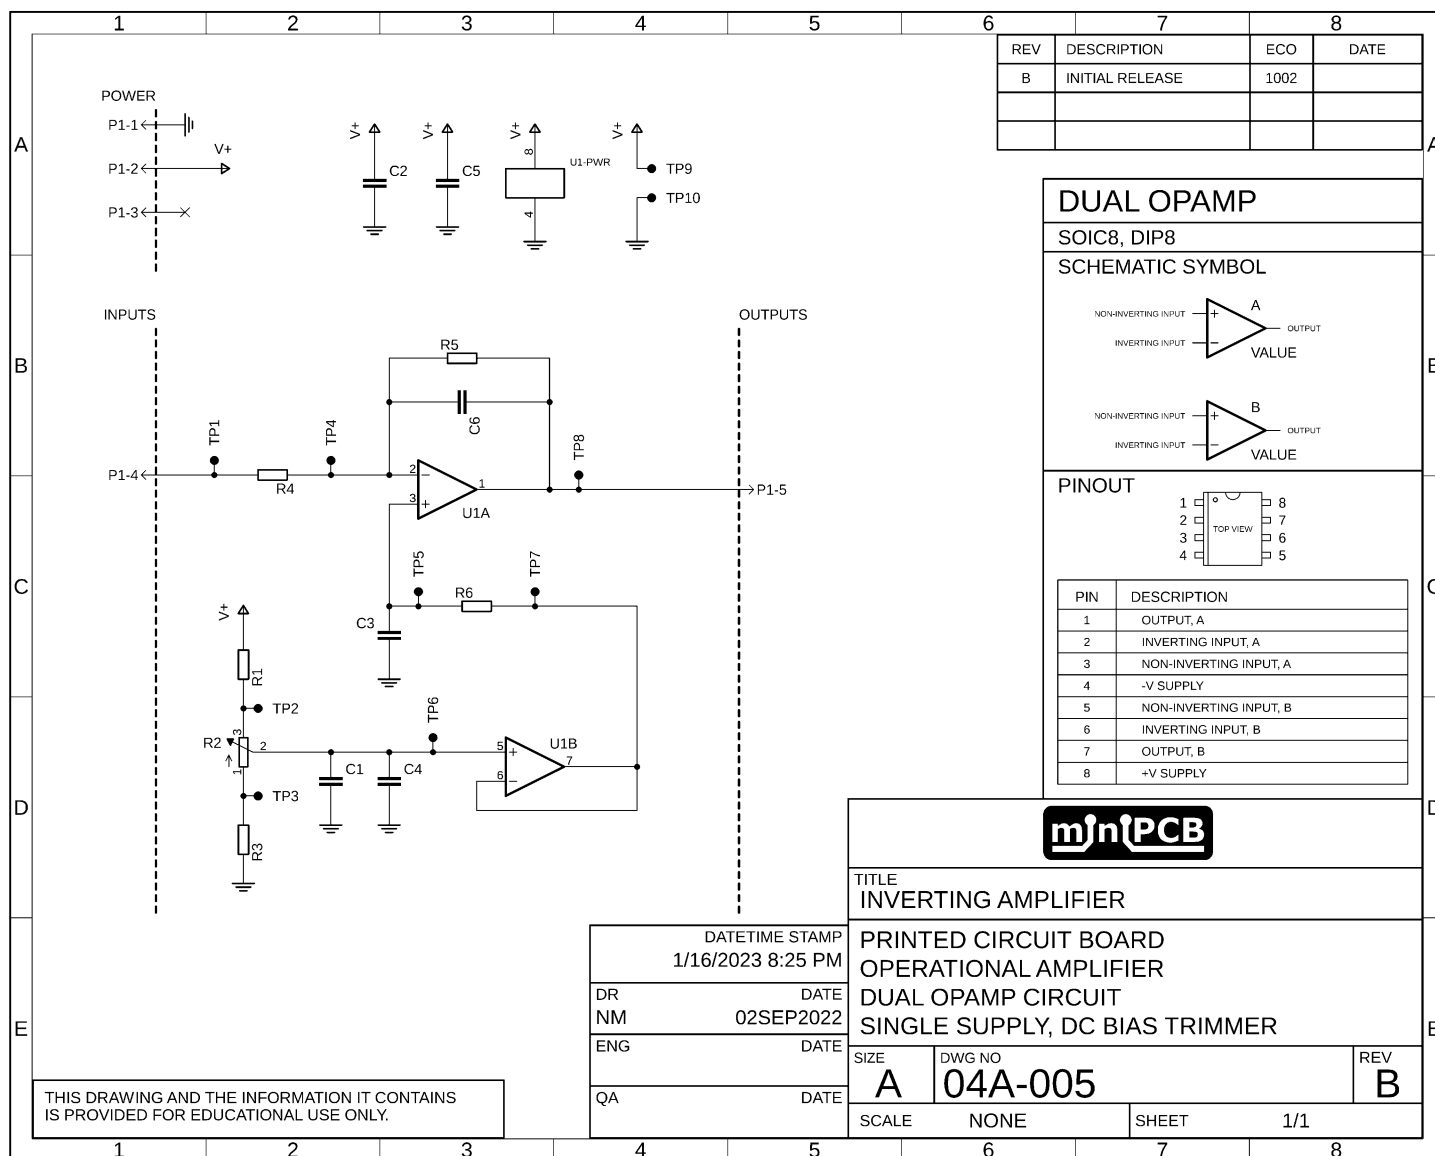 1 2 3 4 5 6 7 8
REV DESCRIPTION ECO DATE
B INITIAL RELEASE 1002
A
A
POWER
P1-1
V+
P1-2
P1-3
V+ C2
V+ C5
V+ 8 U1-PWR 4
V+ TP9
TP10
DUAL OPAMP
SOIC8, DIP8
SCHEMATIC SYMBOL
NON-INVERTING INPUT + A
OUTPUT
INVERTING INPUT −
VALUE
NON-INVERTING INPUT + B
OUTPUT
INVERTING INPUT −
VALUE
INPUTS
OUTPUTS
B
B
R5
C6
TP1
TP4
TP8
P1-4
R4
2 −
3 +
1
U1A
P1-5
PINOUT
1 8
2 TOP VIEW 7
3 6
4 5
C
C
TP5
R6
TP7
C3
V+
R1
TP2
R2 3 2 1
TP3
R3
C1
C4
TP6
5 + U1B
7
6 −
PIN DESCRIPTION
1 OUTPUT, A
2 INVERTING INPUT, A
3 NON-INVERTING INPUT, A
4 -V SUPPLY
5 NON-INVERTING INPUT, B
6 INVERTING INPUT, B
7 OUTPUT, B
8 +V SUPPLY
D
D
miniPCB
TITLE
INVERTING AMPLIFIER
DATETIME STAMP
1/16/2023 8:25 PM
PRINTED CIRCUIT BOARD
OPERATIONAL AMPLIFIER
DUAL OPAMP CIRCUIT
SINGLE SUPPLY, DC BIAS TRIMMER
DR DATE
NM 02SEP2022
E
E
ENG DATE
QA DATE
SIZE DWG NO REV
A 04A-005 B
SCALE NONE SHEET 1/1
THIS DRAWING AND THE INFORMATION IT CONTAINS
IS PROVIDED FOR EDUCATIONAL USE ONLY.
1 2 3 4 5 6 7 8